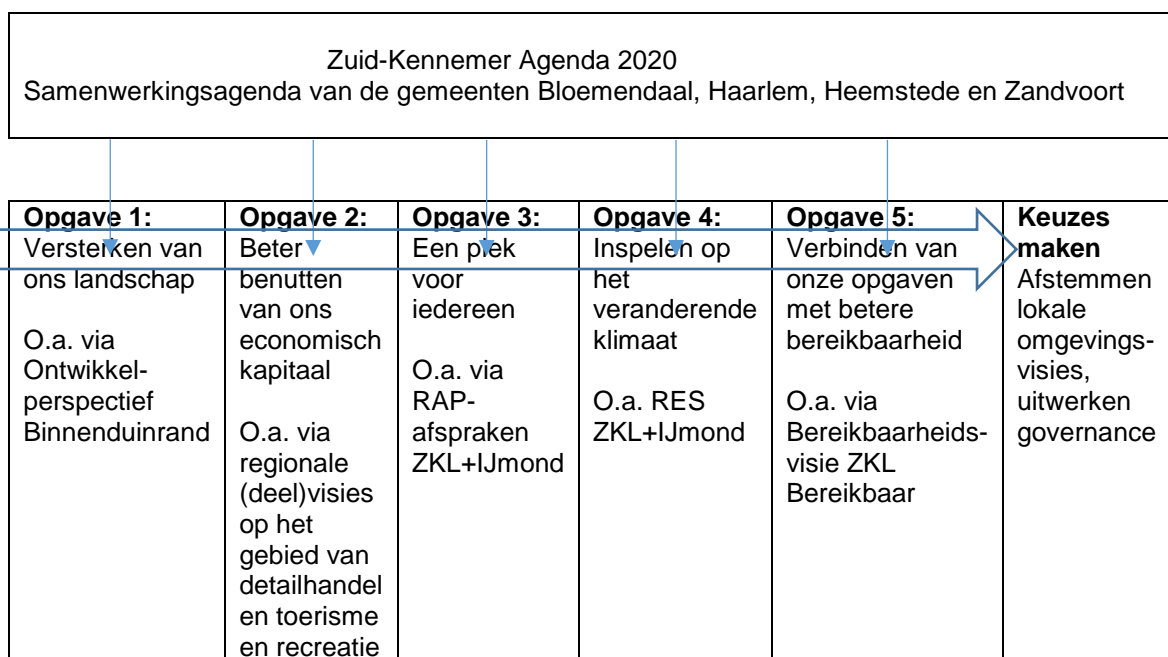 Zuid-Kennemer Agenda 2020
Samenwerkingsagenda van de gemeenten Bloemendaal, Haarlem, Heemstede en Zandvoort
Opgave 1:
Versterken van
ons landschap
O.a. via
Ontwikkel-
perspectief
Binnenduinrand
Opgave 2:
Beter
benutten
van ons
economisch
kapitaal
O.a. via
regionale
(deel)visies
op het
gebied van
detailhandel
en toerisme
en recreatie
Opgave 3:
Een plek
voor
iedereen
O.a. via
RAP-
afspraken
ZKL+IJmond
Opgave 4:
Inspelen op
het
veranderende
klimaat
O.a. RES
ZKL+IJmond
Opgave 5:
Verbinden van
onze opgaven
met betere
bereikbaarheid
O.a. via
Bereikbaarheids-
visie ZKL
Bereikbaar
Keuzes
maken
Afstemmen
lokale
omgevings-
visies,
uitwerken
governance